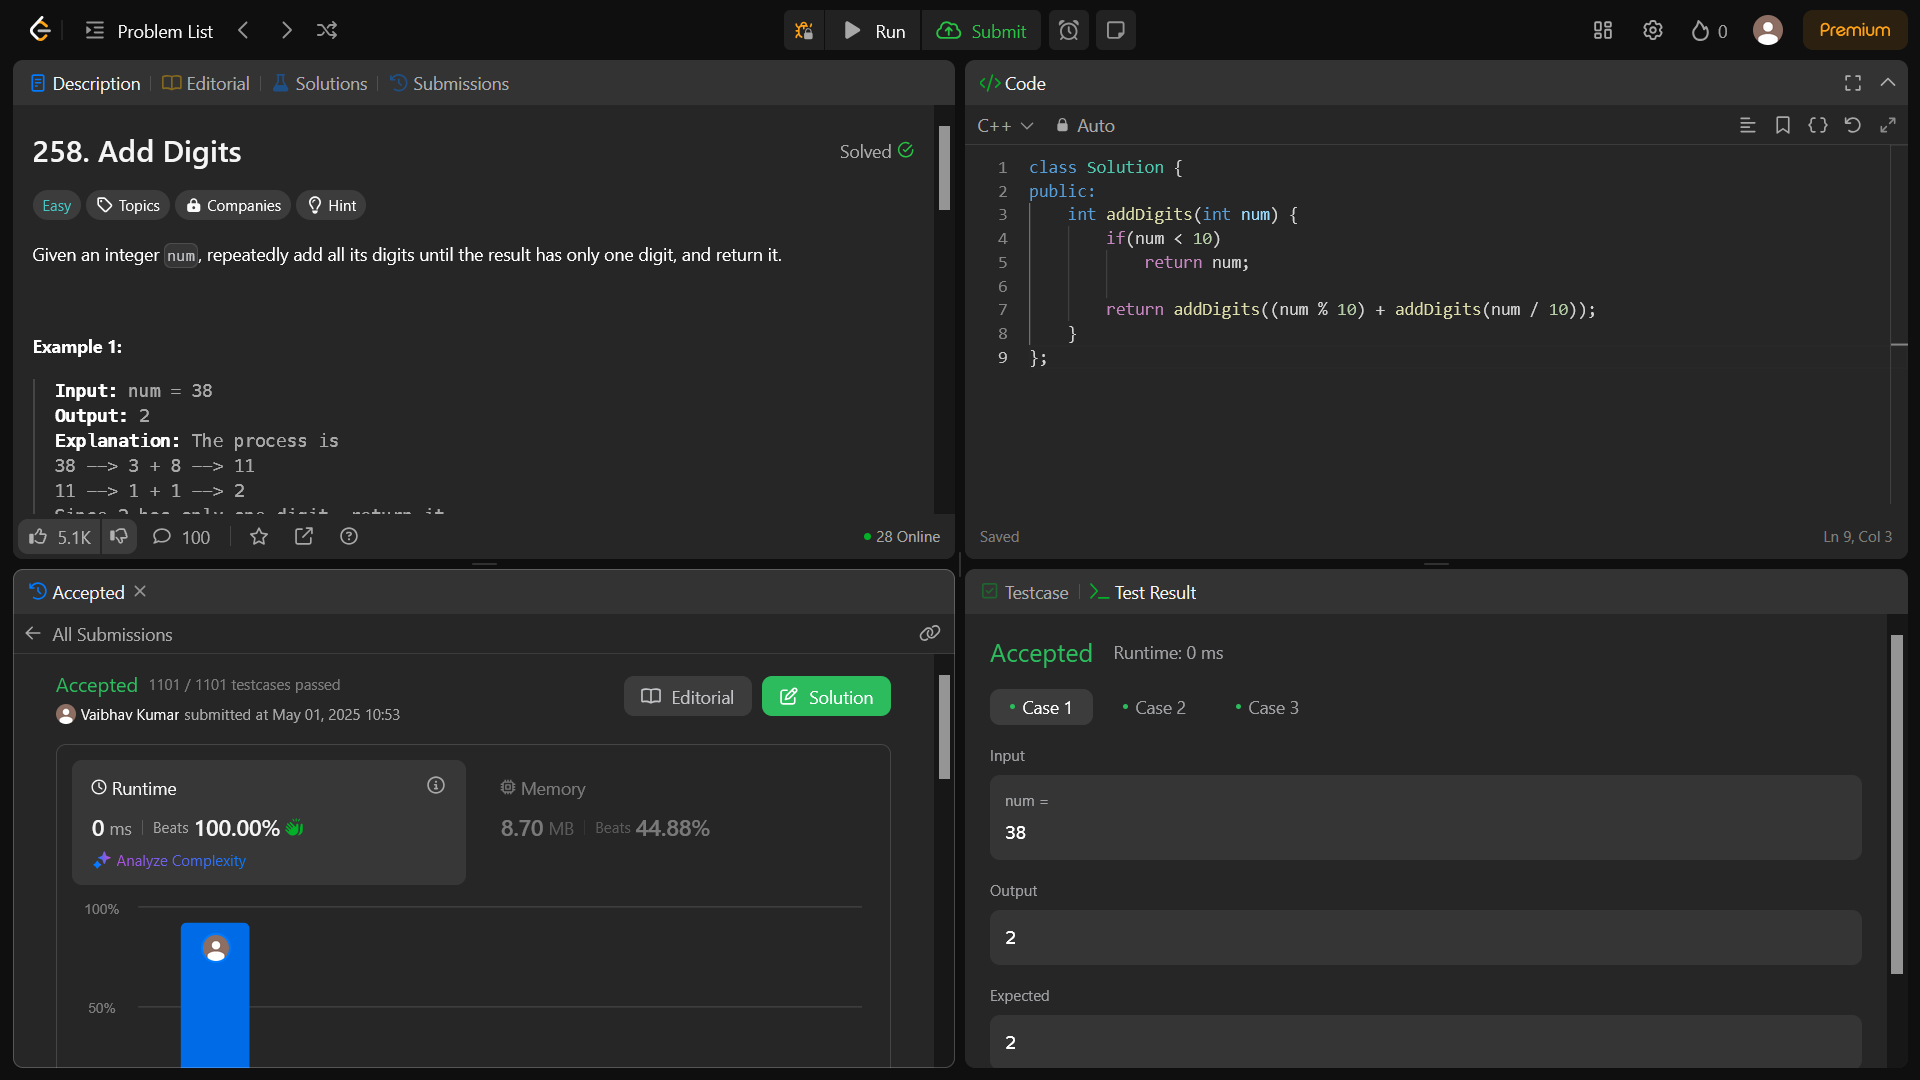 Problem List
Run
Submit
0
Premium
Description
Editorial
Solutions
Submissions
258. Add Digits
Solved
Easy
Topics
Companies
Hint
Given an integer num, repeatedly add all its digits until the result has only one digit, and return it.
Example 1:
Input: num = 38
Output: 2
Explanation: The process is
38 --> 3 + 8 --> 11
11 --> 1 + 1 --> 2
Since 2 has only one digit, return it.
5.1K
100
28 Online
</> Code
C++
Auto
1 class Solution {
2 public:
3 int addDigits(int num) {
4 if(num < 10)
5 return num;
6
7 return addDigits((num % 10) + addDigits(num / 10));
8 }
9 };
Saved
Ln 9, Col 3
Accepted
All Submissions
Accepted 1101 / 1101 testcases passed
Vaibhav Kumar submitted at May 01, 2025 10:53
Editorial
Solution
Runtime
0 ms
Beats 100.00%
Analyze Complexity
Memory
8.70 MB
Beats 44.88%
100%
50%
Testcase
Test Result
Accepted
Runtime: 0 ms
Case 1
Case 2
Case 3
Input
num =
38
Output
2
Expected
2